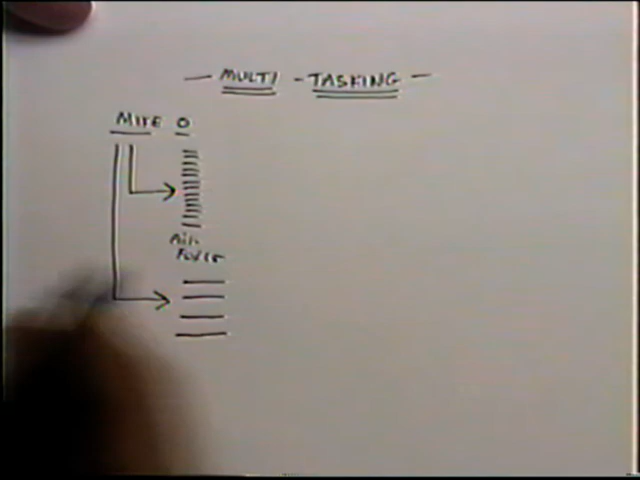 — MULTI - TASKING —
MIKE O
Air
Force